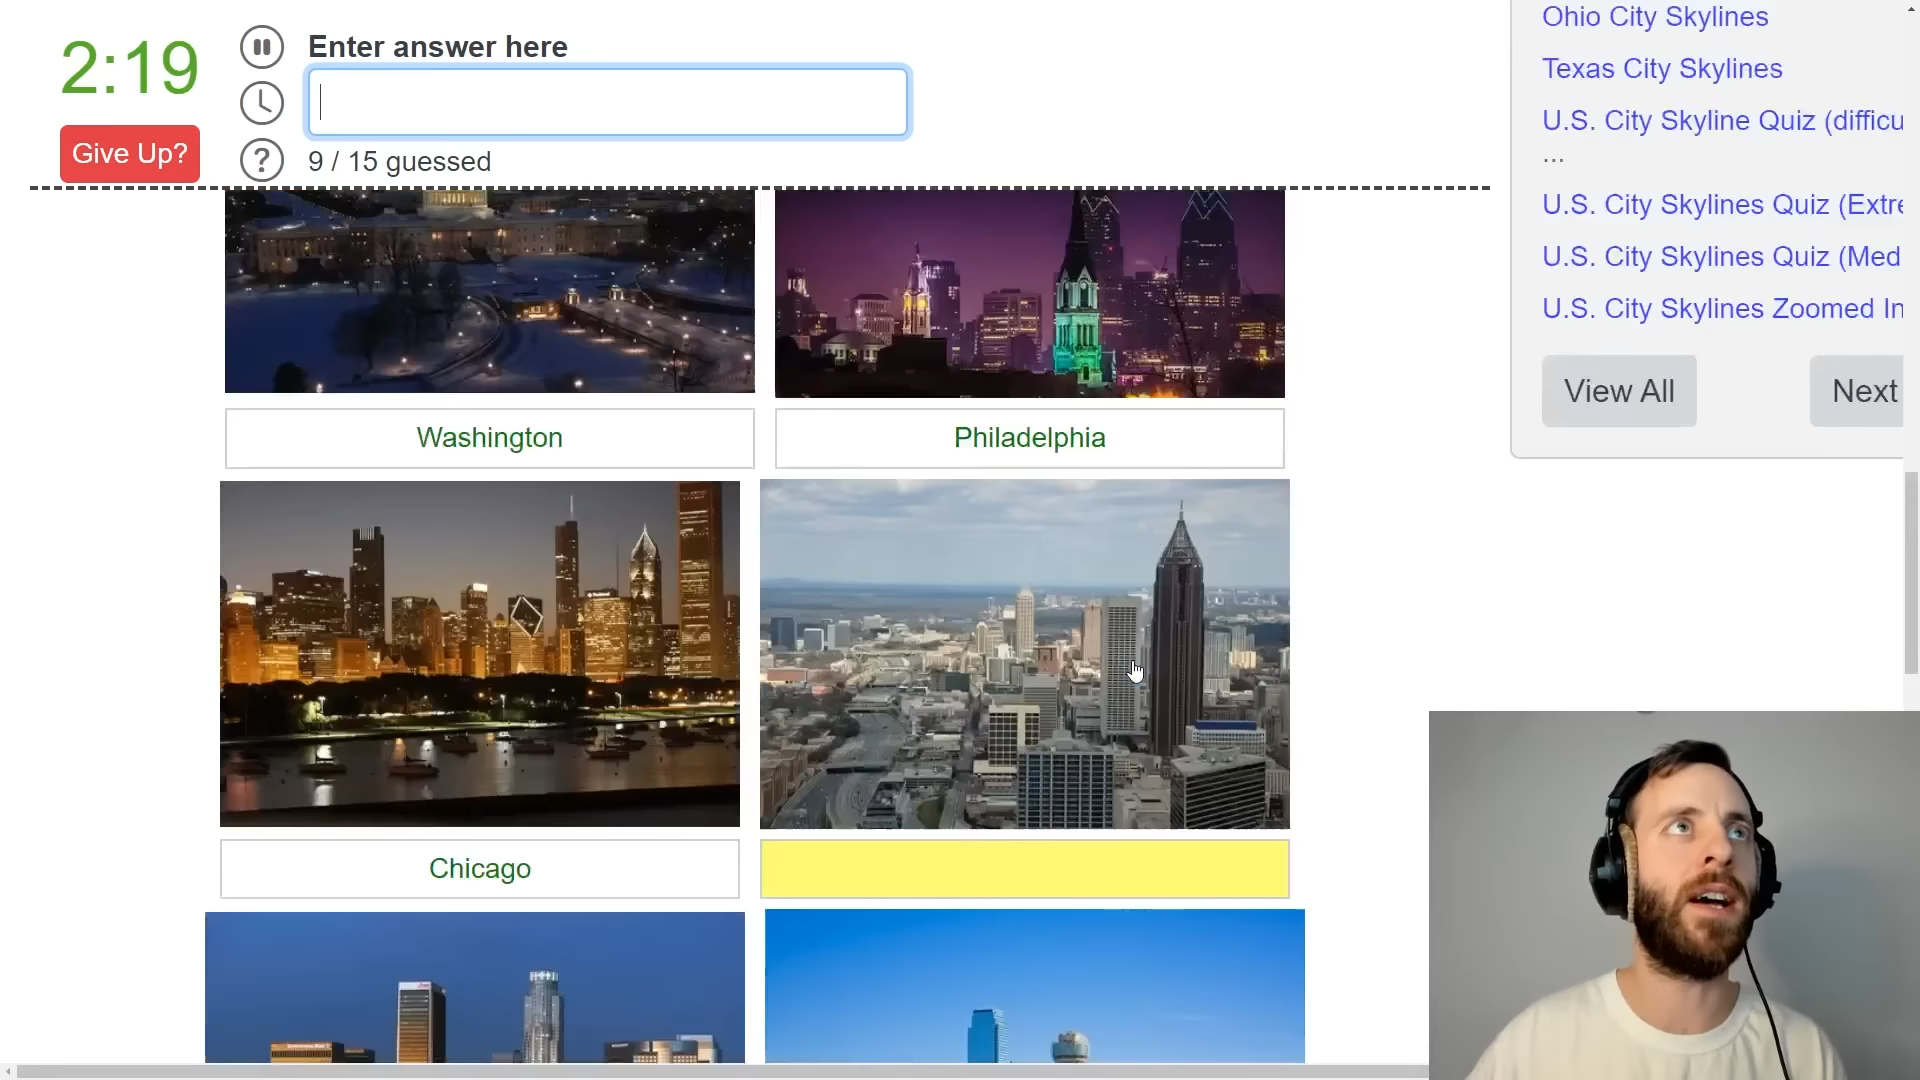 2:19
Give Up?
Enter answer here
9 / 15 guessed
Washington
Philadelphia
Chicago
Ohio City Skylines
Texas City Skylines
U.S. City Skyline Quiz (difficu
...
U.S. City Skylines Quiz (Extre
U.S. City Skylines Quiz (Med
U.S. City Skylines Zoomed In
View All
Next